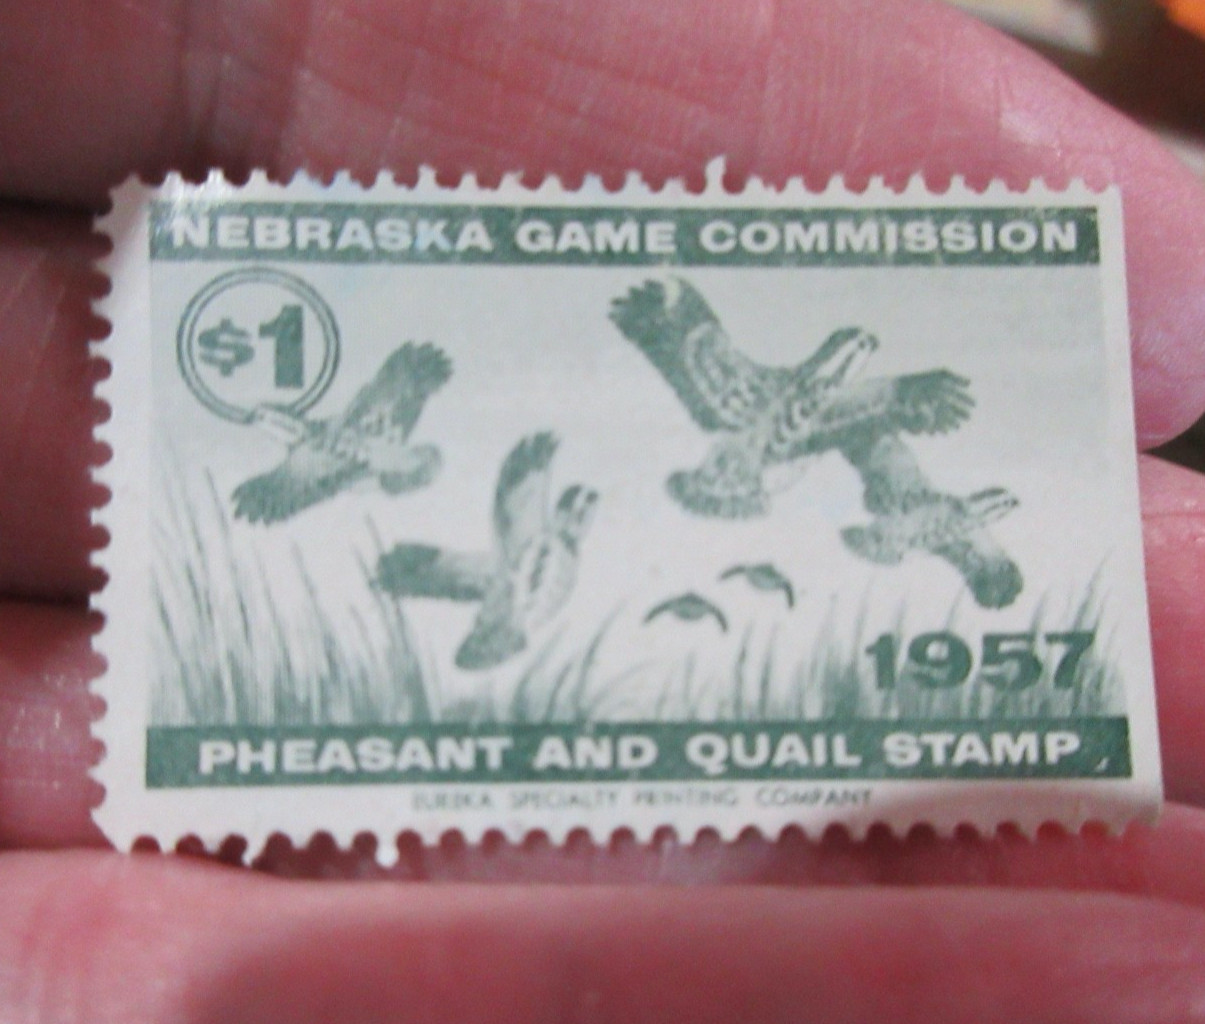 NEBRASKA GAME COMMISSION
$1
1957
PHEASANT AND QUAIL STAMP
EUREKA SPECIALTY PRINTING COMPANY